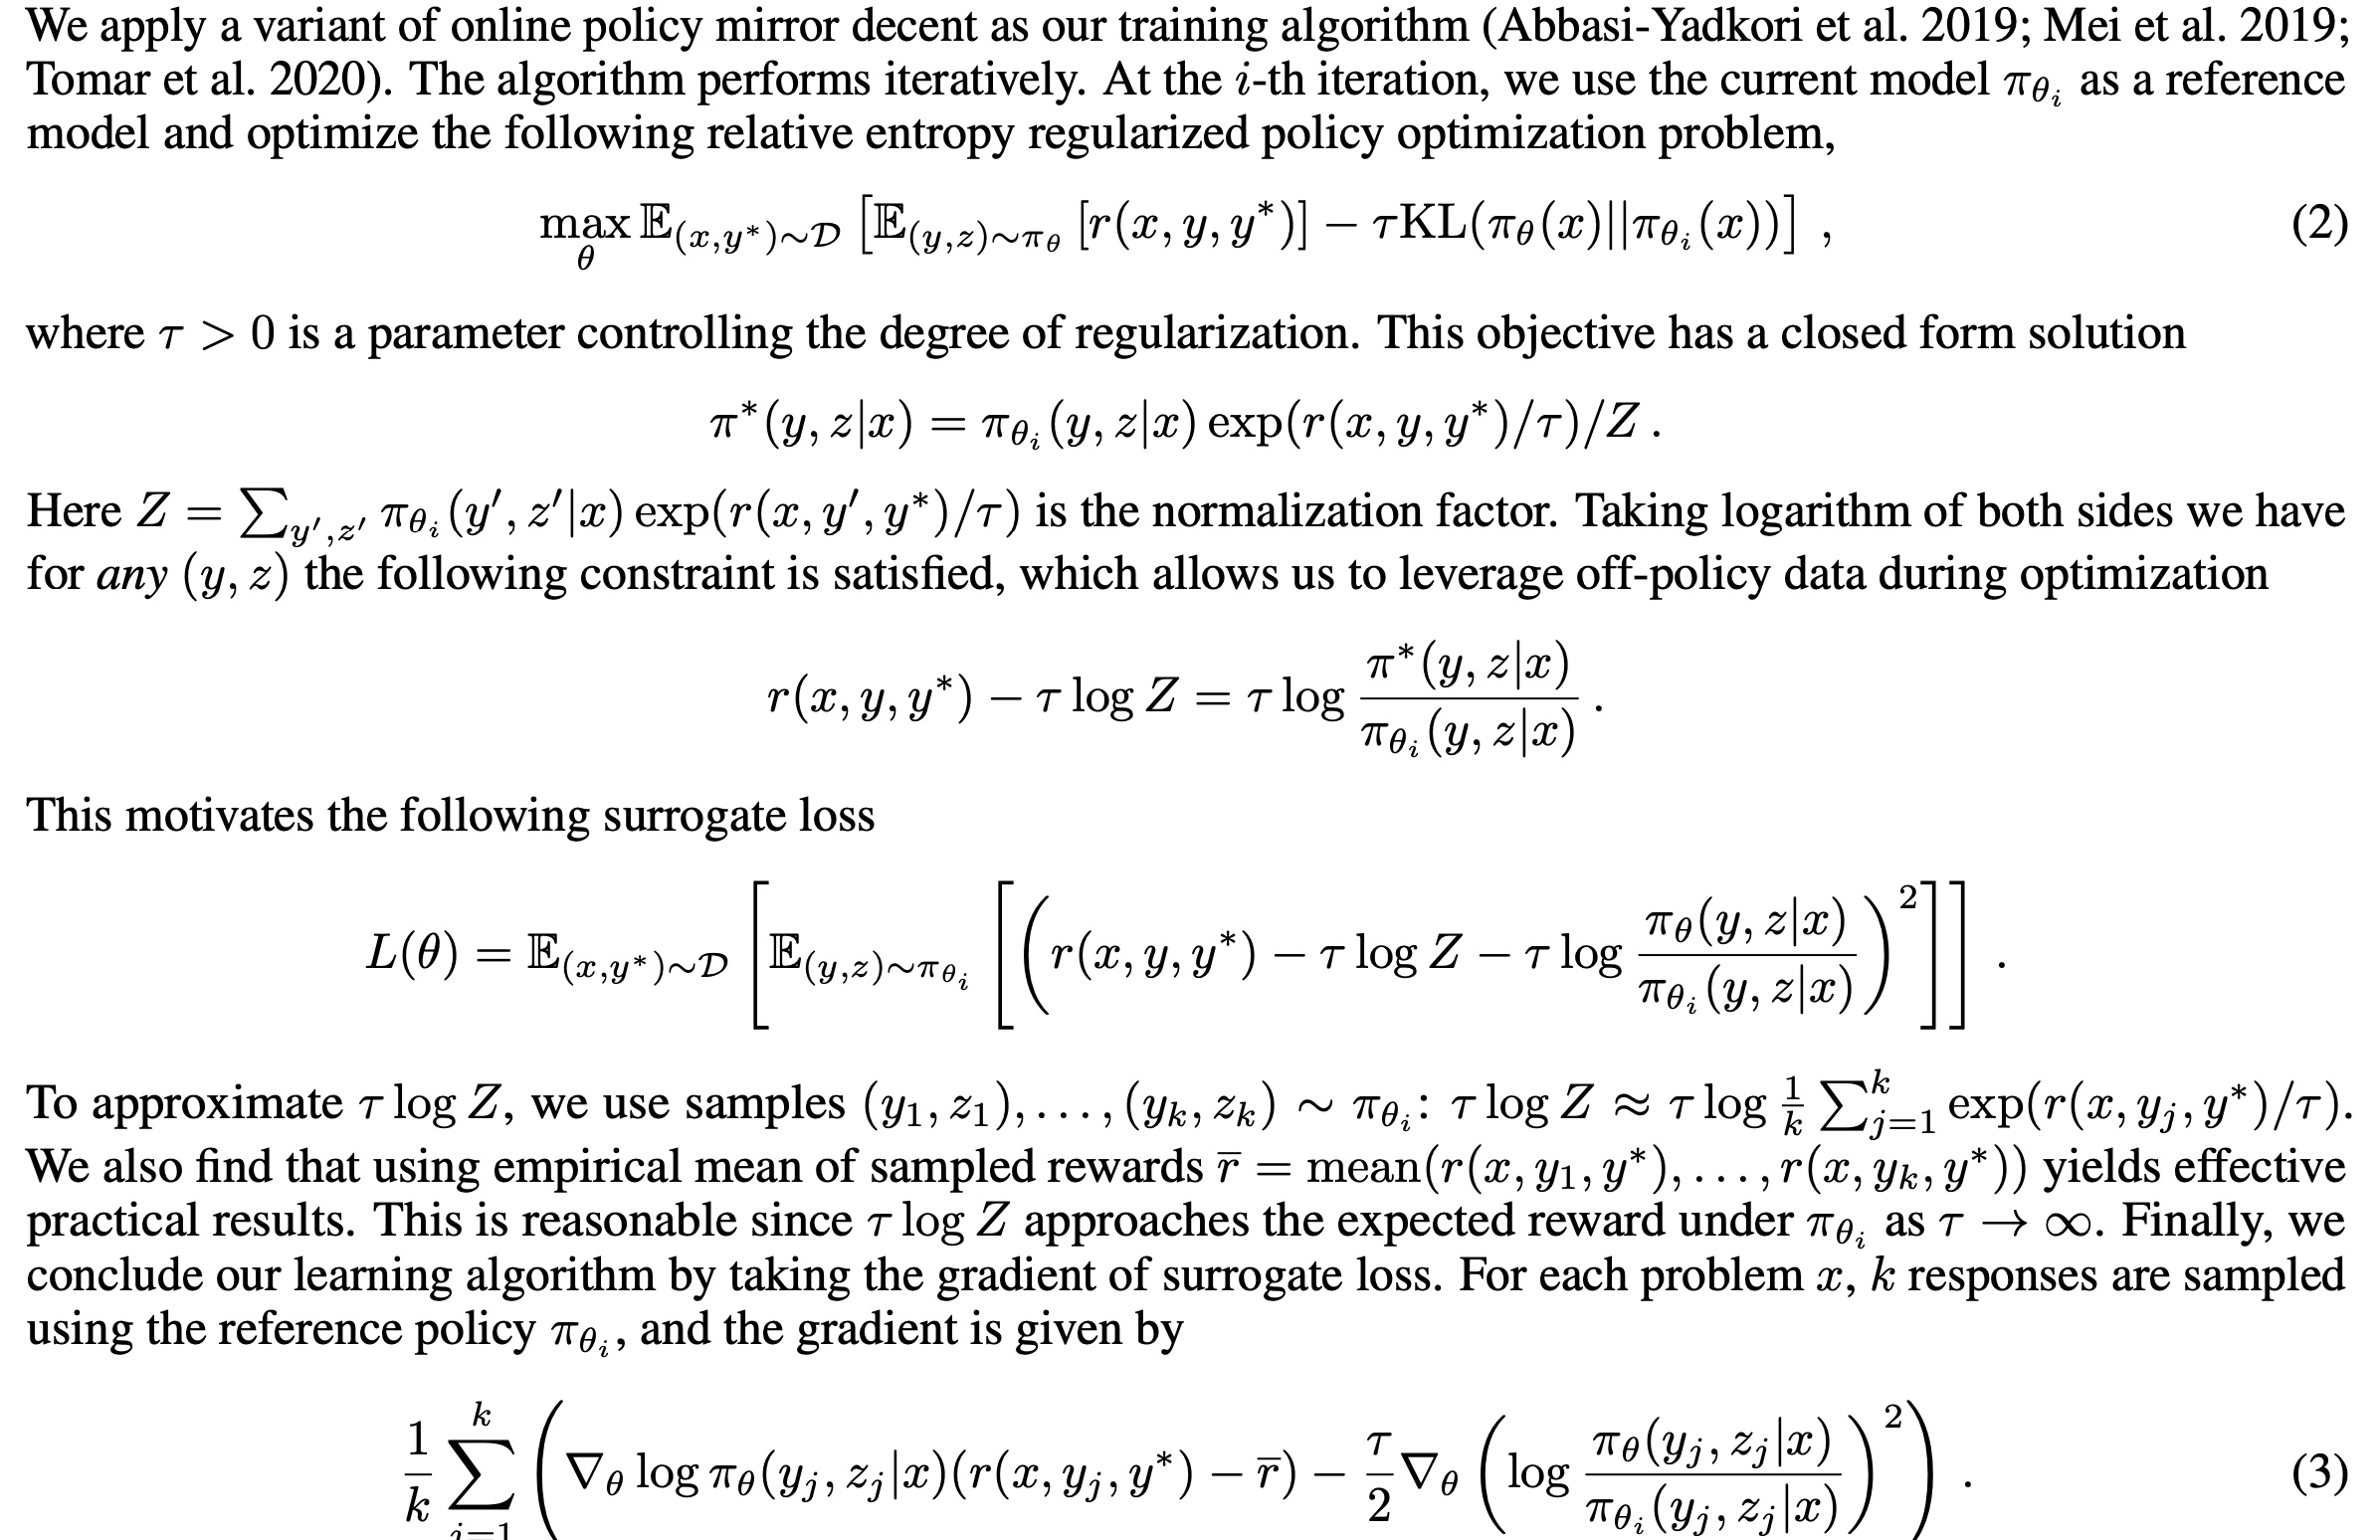 We apply a variant of online policy mirror decent as our training algorithm (Abbasi-Yadkori et al. 2019; Mei et al. 2019;
Tomar et al. 2020). The algorithm performs iteratively. At the $i$-th iteration, we use the current model $\pi_{\theta_i}$ as a reference
model and optimize the following relative entropy regularized policy optimization problem,
$$\max_{\theta} \mathbb{E}_{(x,y^*)\sim\mathcal{D}} \left[ \mathbb{E}_{(y,z)\sim\pi_\theta} \left[ r(x,y,y^*) \right] - \tau \mathrm{KL}(\pi_\theta(x)||\pi_{\theta_i}(x)) \right] , \quad (2)$$
where $\tau > 0$ is a parameter controlling the degree of regularization. This objective has a closed form solution
$$\pi^*(y,z|x) = \pi_{\theta_i}(y,z|x) \exp(r(x,y,y^*)/\tau)/Z .$$
Here $Z = \sum_{y',z'} \pi_{\theta_i}(y',z'|x) \exp(r(x,y',y^*)/\tau)$ is the normalization factor. Taking logarithm of both sides we have
for any $(y,z)$ the following constraint is satisfied, which allows us to leverage off-policy data during optimization
$$r(x,y,y^*) - \tau \log Z = \tau \log \frac{\pi^*(y,z|x)}{\pi_{\theta_i}(y,z|x)} .$$
This motivates the following surrogate loss
$$L(\theta) = \mathbb{E}_{(x,y^*)\sim\mathcal{D}} \left[ \mathbb{E}_{(y,z)\sim\pi_{\theta_i}} \left[ \left( r(x,y,y^*) - \tau \log Z - \tau \log \frac{\pi_\theta(y,z|x)}{\pi_{\theta_i}(y,z|x)} \right)^2 \right] \right] .$$
To approximate $\tau \log Z$, we use samples $(y_1,z_1),\ldots,(y_k,z_k) \sim \pi_{\theta_i}$: $\tau \log Z \approx \tau \log \frac{1}{k} \sum_{j=1}^{k} \exp(r(x,y_j,y^*)/\tau)$.
We also find that using empirical mean of sampled rewards $\overline{r} = \mathrm{mean}(r(x,y_1,y^*),\ldots,r(x,y_k,y^*))$ yields effective
practical results. This is reasonable since $\tau \log Z$ approaches the expected reward under $\pi_{\theta_i}$ as $\tau \to \infty$. Finally, we
conclude our learning algorithm by taking the gradient of surrogate loss. For each problem $x$, $k$ responses are sampled
using the reference policy $\pi_{\theta_i}$, and the gradient is given by
$$\frac{1}{k} \sum_{j=1}^{k} \left( \nabla_\theta \log \pi_\theta(y_j,z_j|x)(r(x,y_j,y^*) - \overline{r}) - \frac{\tau}{2} \nabla_\theta \left( \log \frac{\pi_\theta(y_j,z_j|x)}{\pi_{\theta_i}(y_j,z_j|x)} \right)^2 \right) . \quad (3)$$